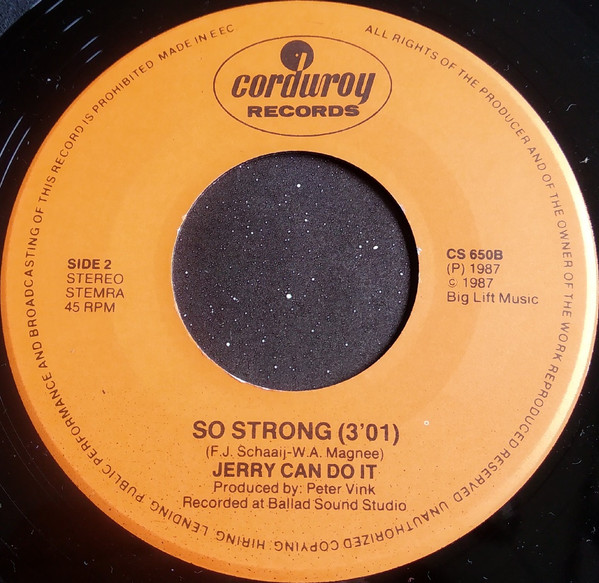 ALL RIGHTS OF THE PRODUCER AND OF THE OWNER OF THE WORK REPRODUCED RESERVED UNAUTHORIZED COPYING, HIRING, LENDING, PUBLIC PERFORMANCE AND BROADCASTING OF THIS RECORD IS PROHIBITED MADE IN EEC
corduroy
RECORDS
SIDE 2
STEREO
STEMRA
45 RPM
CS 650B
(P) 1987
© 1987
Big Lift Music
SO STRONG (3'01)
(F.J. Schaaij-W.A. Magnee)
JERRY CAN DO IT
Produced by: Peter Vink
Recorded at Ballad Sound Studio